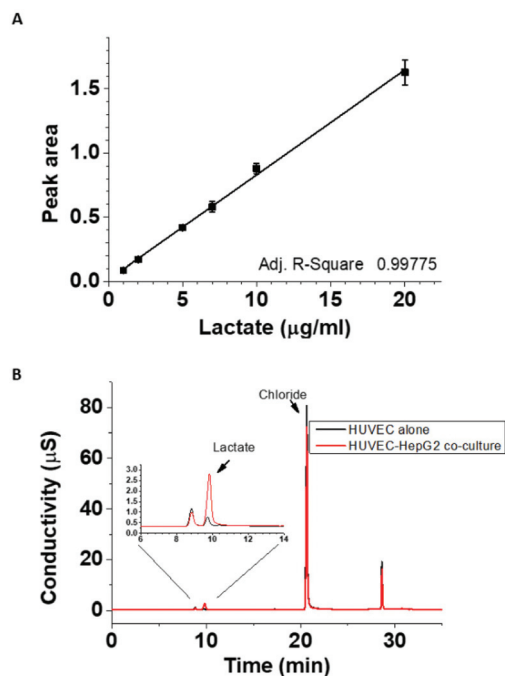 A
1.5
1.0
0.5
0.0
Peak area
Adj. R-Square 0.99775
0 5 10 15 20
Lactate (μg/ml)
B
80
60
40
20
0
Conductivity (μS)
Chloride
HUVEC alone
HUVEC-HepG2 co-culture
Lactate
3.0
2.5
2.0
1.5
1.0
0.5
0.0
6 8 10 12 14
0 10 20 30
Time (min)